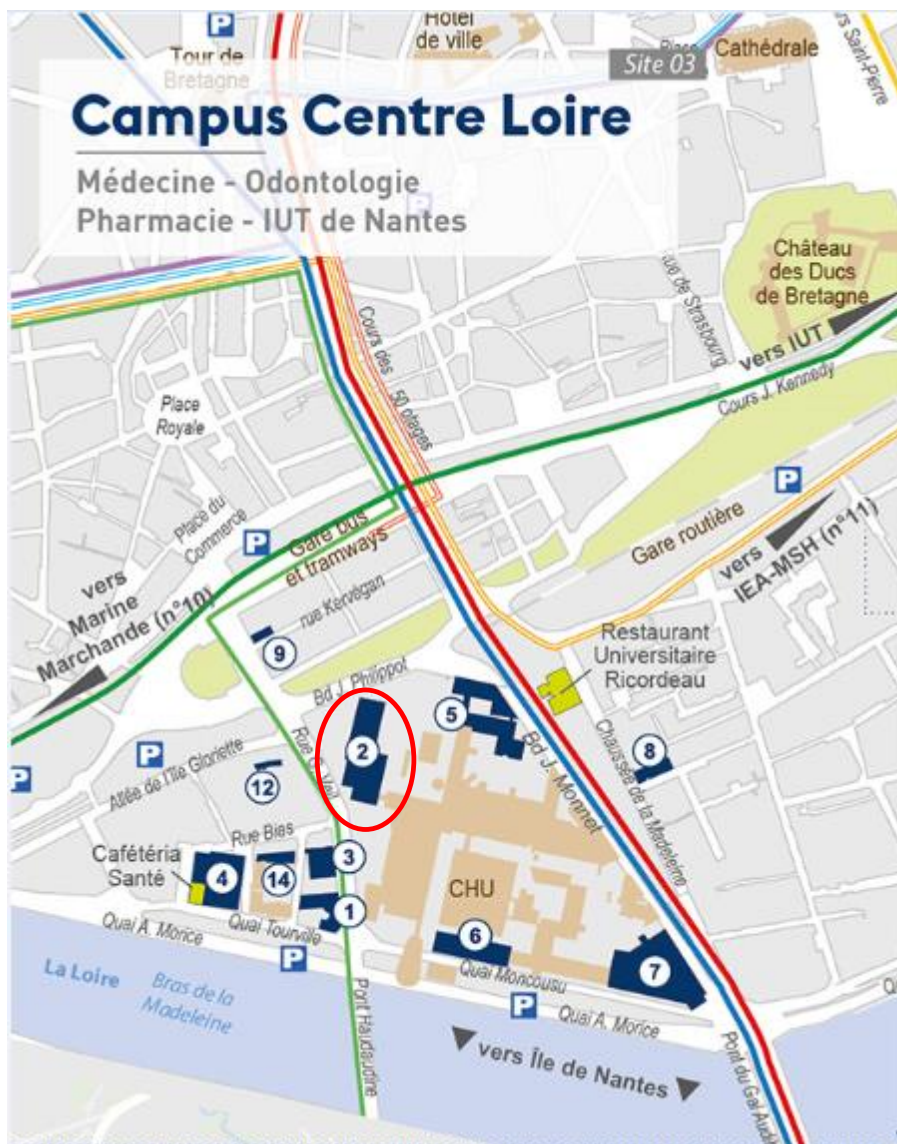 P
Hôtel
de ville
Tour de
Bretagne
Cathédrale
Site 03
Campus Centre Loire
Médecine - Odontologie
Pharmacie - IUT de Nantes
P
Château
des Ducs
de Bretagne
vers IUT
Cours J. Kennedy
Cours des
50 otages
Place
Royale
Place du
Commerce
P
P
Gare bus
et tramways
Gare routière
vers
IEA-MSH (n°11)
vers
Marine
Marchande (n°10)
rue Kervégan
9
Restaurant
Universitaire
Ricordeau
Bd J. Philippot
5
2
8
P
P
Allée de l'Ile Gloriette
12
Bd J. Monnet
Chaussée de la Madeleine
Rue Bias
Cafétéria
Santé
4
14
3
1
CHU
6
7
Quai A. Morice
Quai Tourville
Quai Moncousu
P
P
Quai A. Morice
La Loire
Bras de la
Madeleine
Pont Haudaudine
vers Île de Nantes